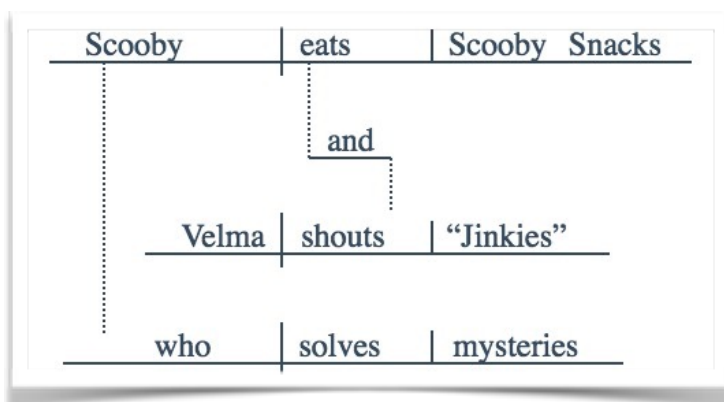 Scooby eats Scooby Snacks
and
Velma shouts “Jinkies”
who solves mysteries